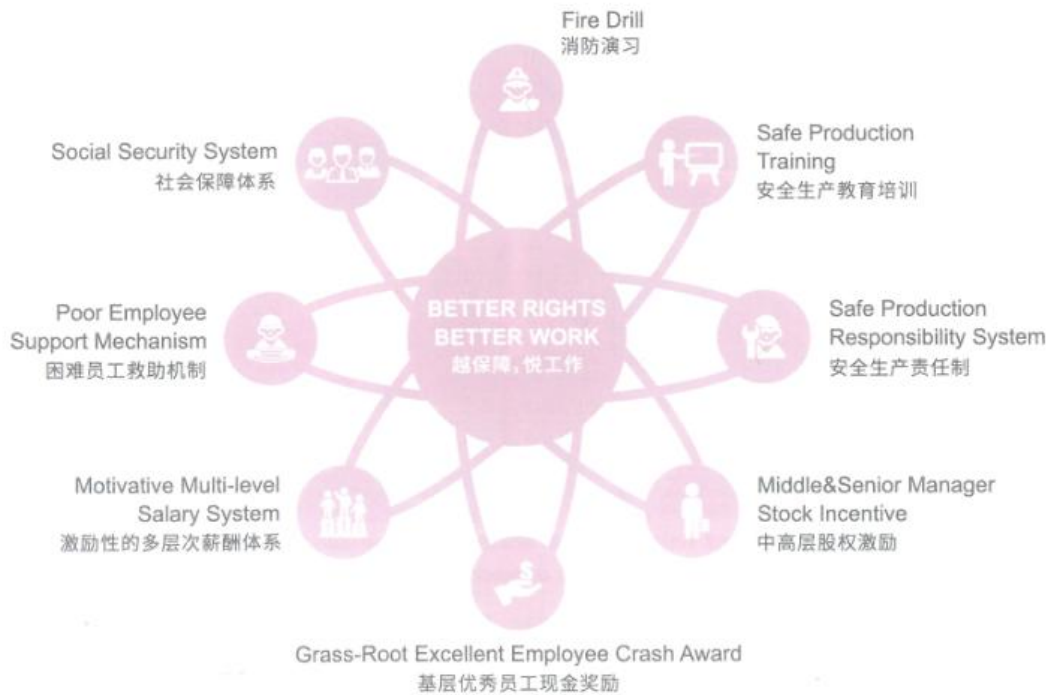 Fire Drill
消防演习
Social Security System
社会保障体系
Safe Production
Training
安全生产教育培训
Poor Employee
Support Mechanism
困难员工救助机制
BETTER RIGHTS
BETTER WORK
越保障,悦工作
Safe Production
Responsibility System
安全生产责任制
Motivative Multi-level
Salary System
激励性的多层次薪酬体系
Middle&Senior Manager
Stock Incentive
中高层股权激励
Grass-Root Excellent Employee Crash Award
基层优秀员工现金奖励